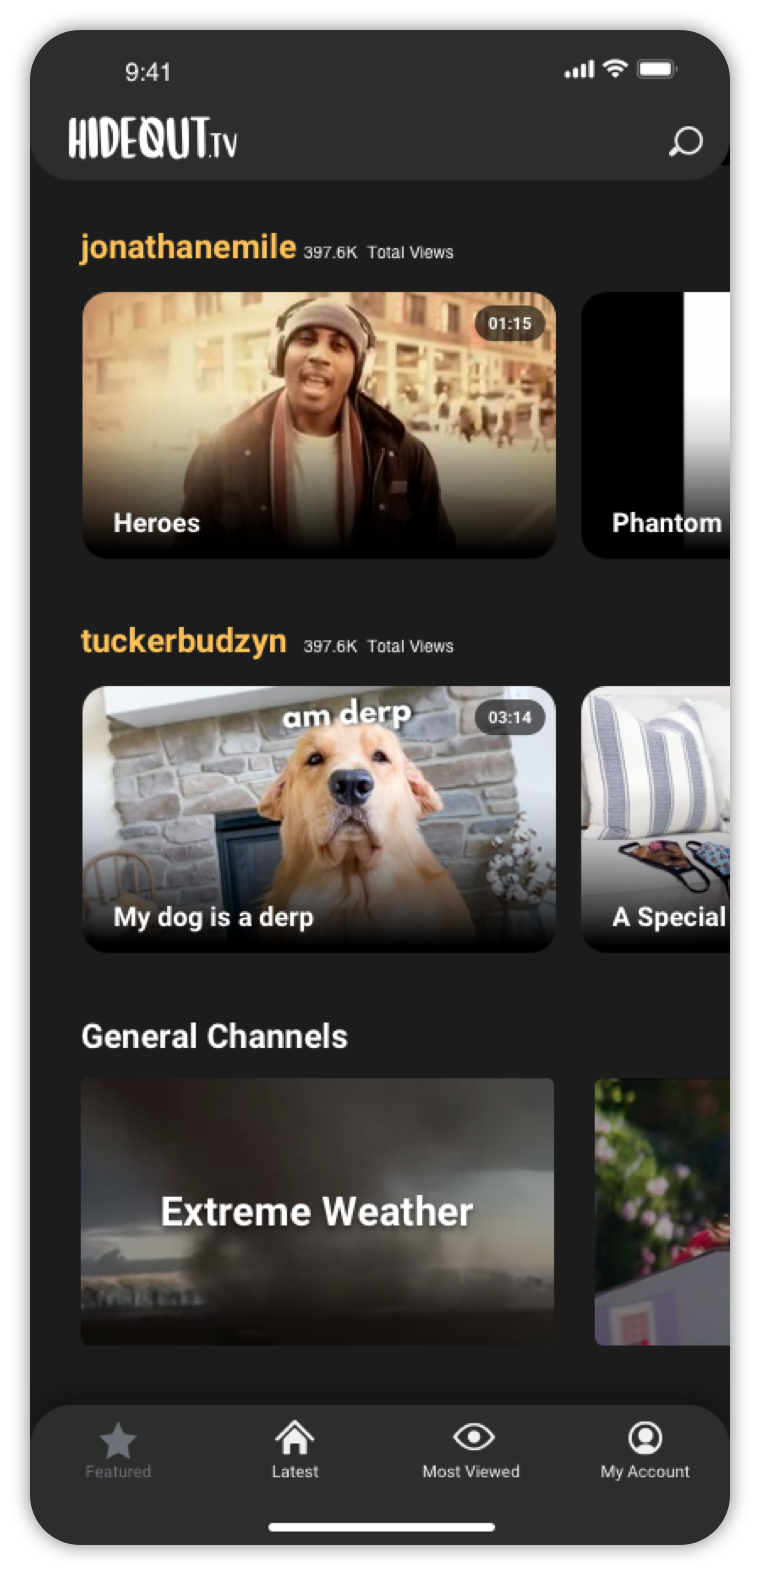 9:41
HIDEOUT.TV
jonathanemile 397.6K Total Views
01:15
Heroes
Phantom
tuckerbudzyn 397.6K Total Views
am derp
03:14
My dog is a derp
A Special
General Channels
Extreme Weather
Featured
Latest
Most Viewed
My Account